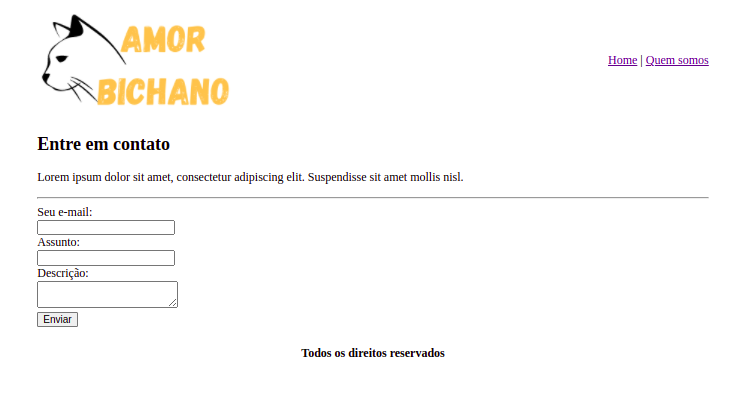 AMOR
BICHANO
Home | Quem somos
Entre em contato
Lorem ipsum dolor sit amet, consectetur adipiscing elit. Suspendisse sit amet mollis nisl.
Seu e-mail:
Assunto:
Descrição:
Enviar
Todos os direitos reservados